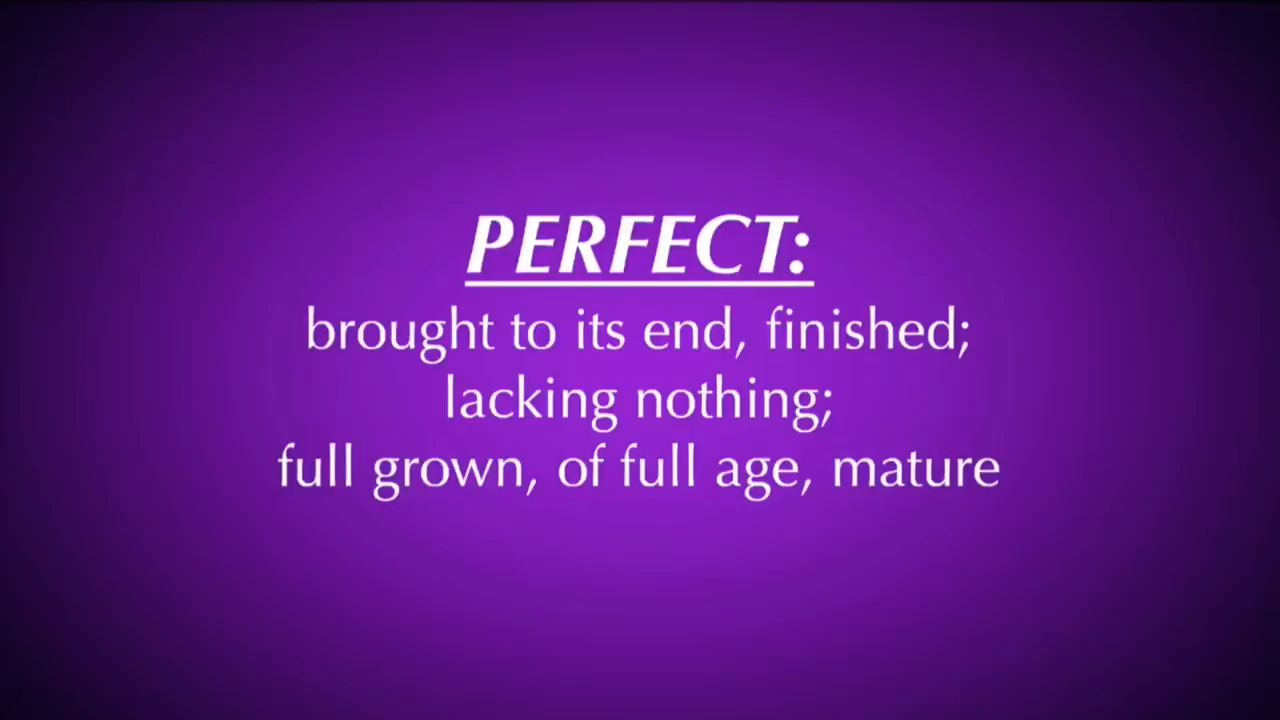 PERFECT:
brought to its end, finished;
lacking nothing;
full grown, of full age, mature